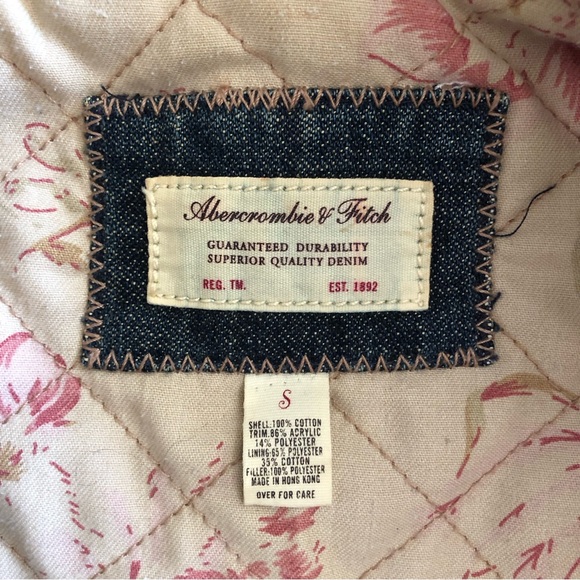 Abercrombie & Fitch
GUARANTEED DURABILITY
SUPERIOR QUALITY DENIM
REG. TM. EST. 1892
S
SHELL:100% COTTON
TRIM:86% ACRYLIC
14% POLYESTER
LINING:65% POLYESTER
35% COTTON
FILLER:100% POLYESTER
MADE IN HONG KONG
OVER FOR CARE